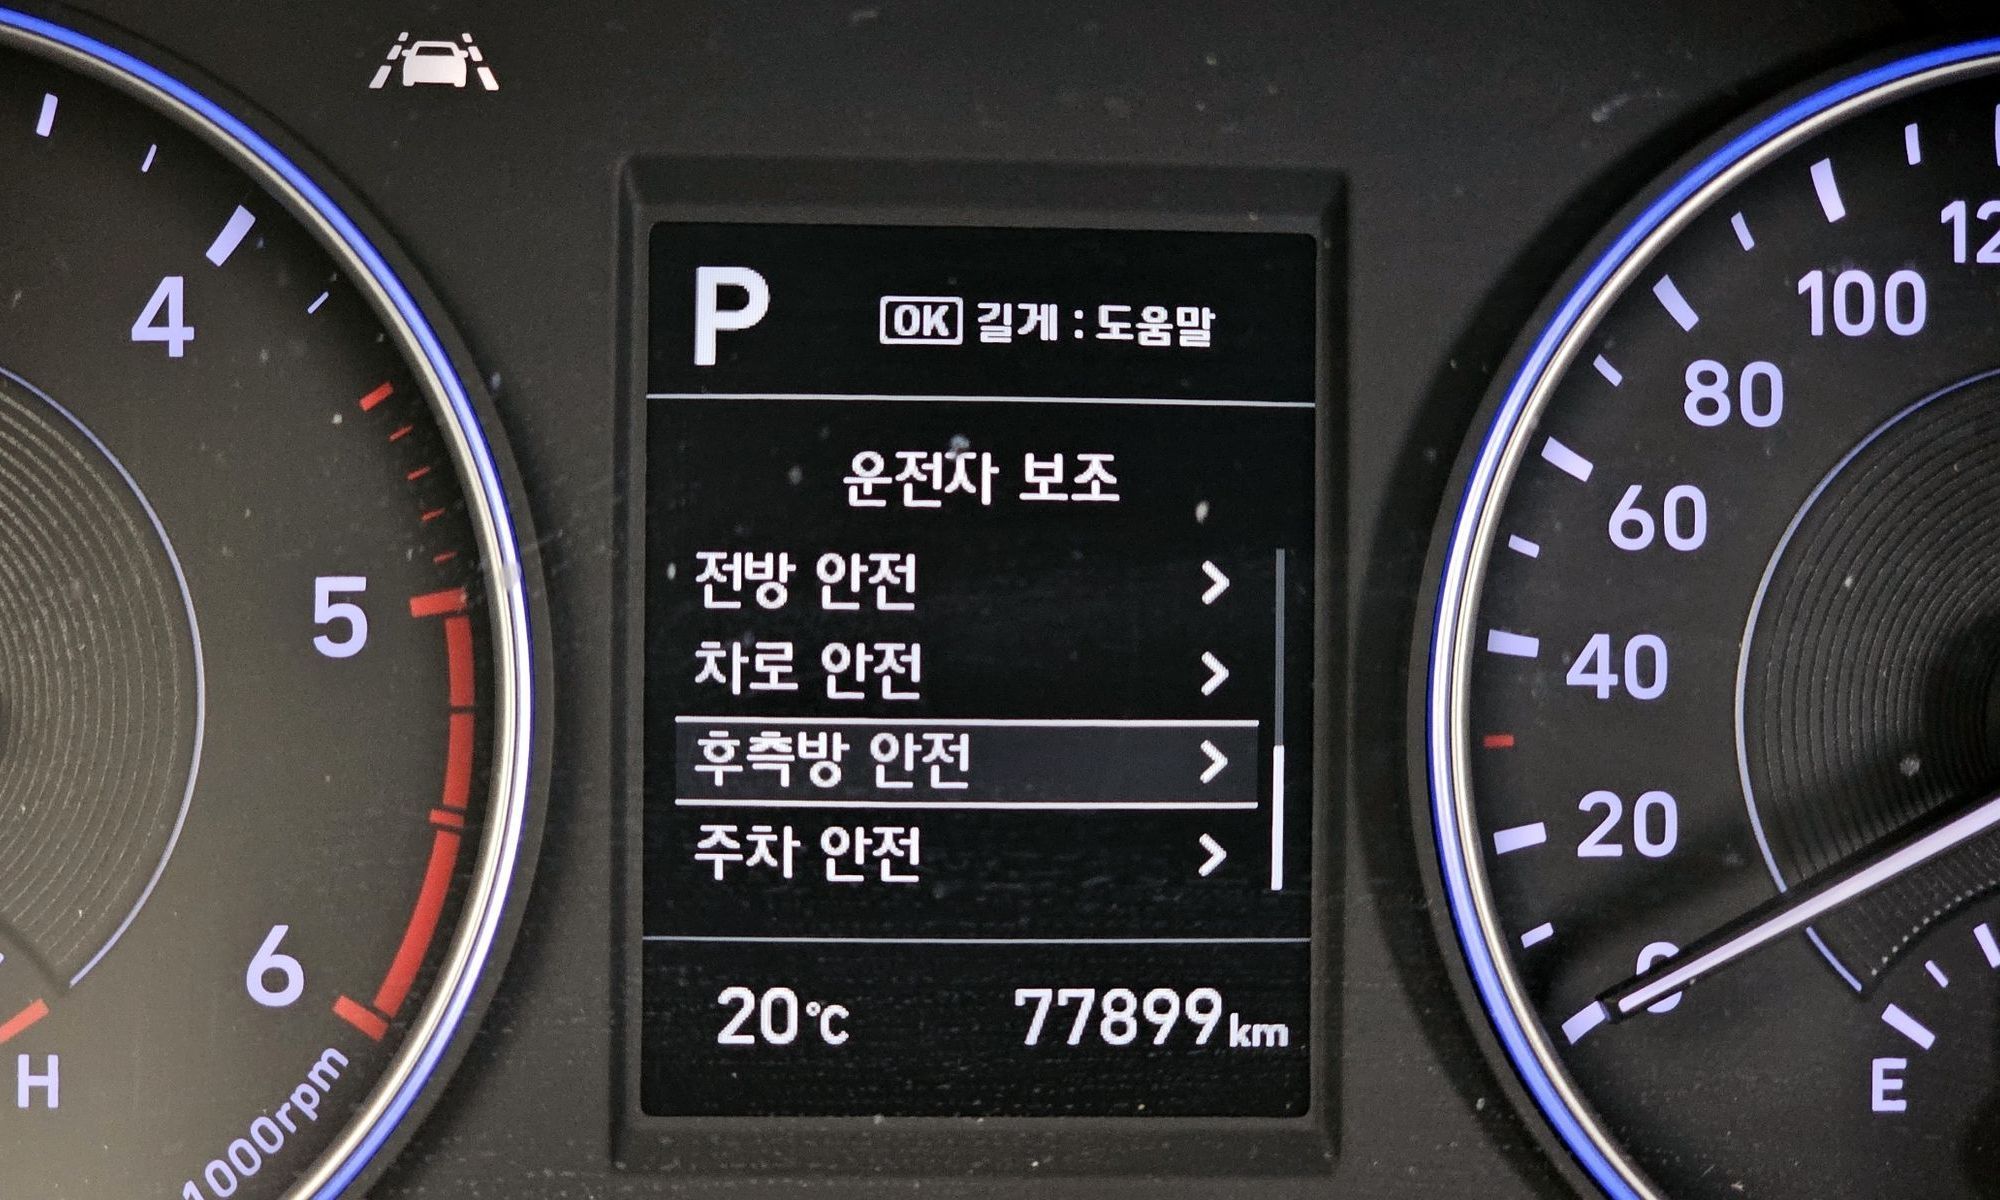 P
OK 길게 : 도움말
운전자 보조
전방 안전
차로 안전
후측방 안전
주차 안전
20℃
77899km
4
5
6
H
1000rpm
100
80
60
40
20
0
E